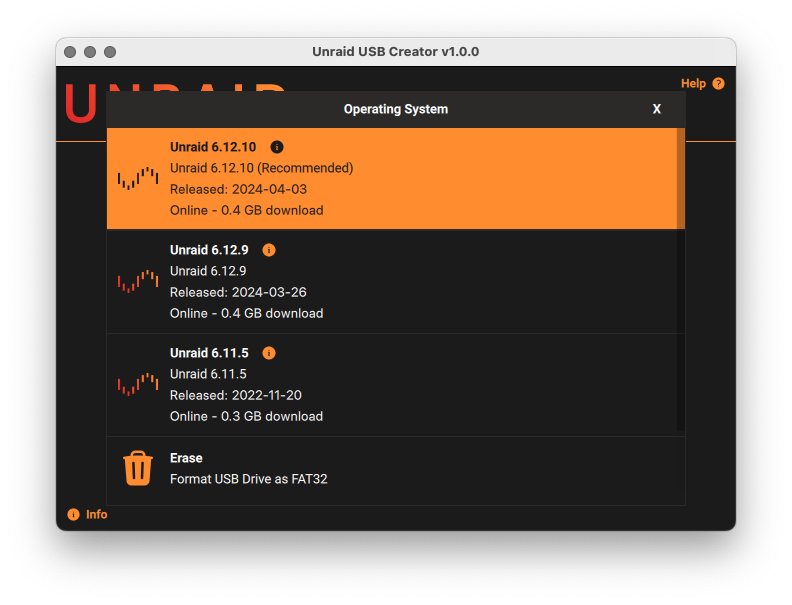 Unraid USB Creator v1.0.0
UNRAID
Help ?
Operating System
X
Unraid 6.12.10
Unraid 6.12.10 (Recommended)
Released: 2024-04-03
Online - 0.4 GB download
Unraid 6.12.9
Unraid 6.12.9
Released: 2024-03-26
Online - 0.4 GB download
Unraid 6.11.5
Unraid 6.11.5
Released: 2022-11-20
Online - 0.3 GB download
Erase
Format USB Drive as FAT32
Info